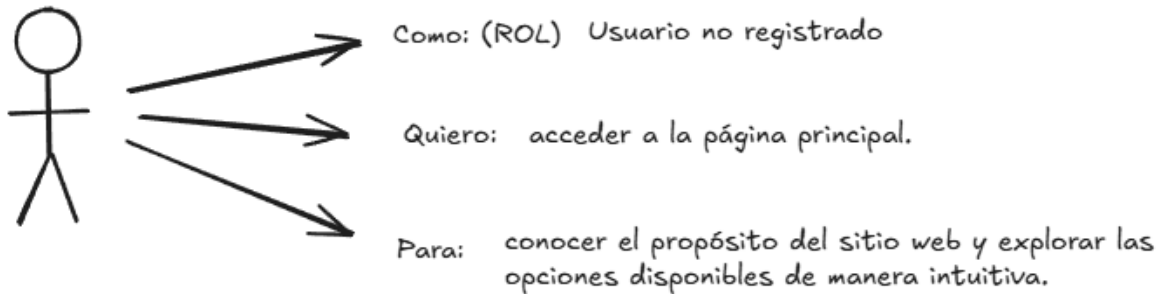 Como: (ROL) Usuario no registrado
Quiero: acceder a la página principal.
Para: conocer el propósito del sitio web y explorar las
opciones disponibles de manera intuitiva.